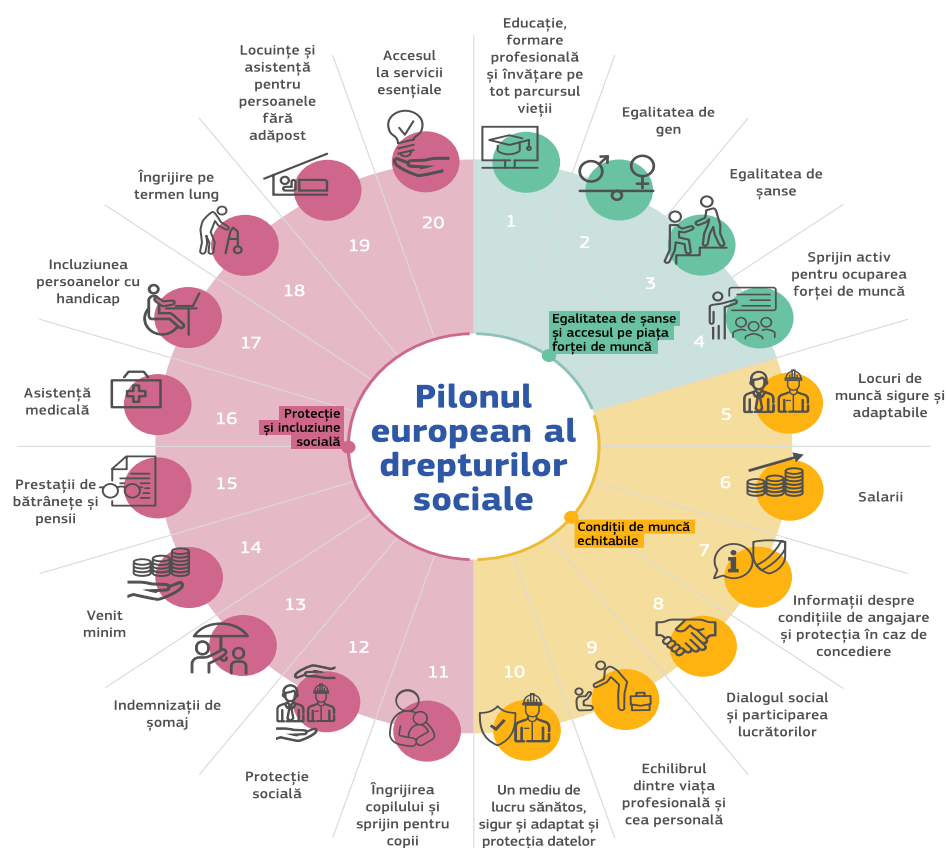 Educație,
formare
profesională
și învățare pe
tot parcursul
vieții
Egalitatea de
gen
Egalitatea de
șanse
Sprijin activ
pentru ocuparea
forței de muncă
Locuri de
muncă sigure și
adaptabile
Salarii
Informații despre
condițiile de angajare
și protecția în caz de
concediere
Dialogul social
și participarea
lucrătorilor
Echilibrul
dintre viața
profesională și
cea personală
Un mediu de
lucru sănătos,
sigur și adaptat și
protecția datelor
Îngrijirea
copilului și
sprijin pentru
copii
Protecție
socială
Indemnizații de
șomaj
Venit
minim
Prestații de
bătrânețe și
pensii
Asistență
medicală
Incluziunea
persoanelor cu
handicap
Îngrijire pe
termen lung
Locuințe și
asistență
pentru
persoanele
fără
adăpost
Accesul
la servicii
esențiale
1
2
3
4
5
6
7
8
9
10
11
12
13
14
15
16
17
18
19
20
Egalitatea de șanse
și accesul pe piața
forței de muncă
Condiții de muncă
echitabile
Protecție
și incluziune
socială
Pilonul
european al
drepturilor
sociale